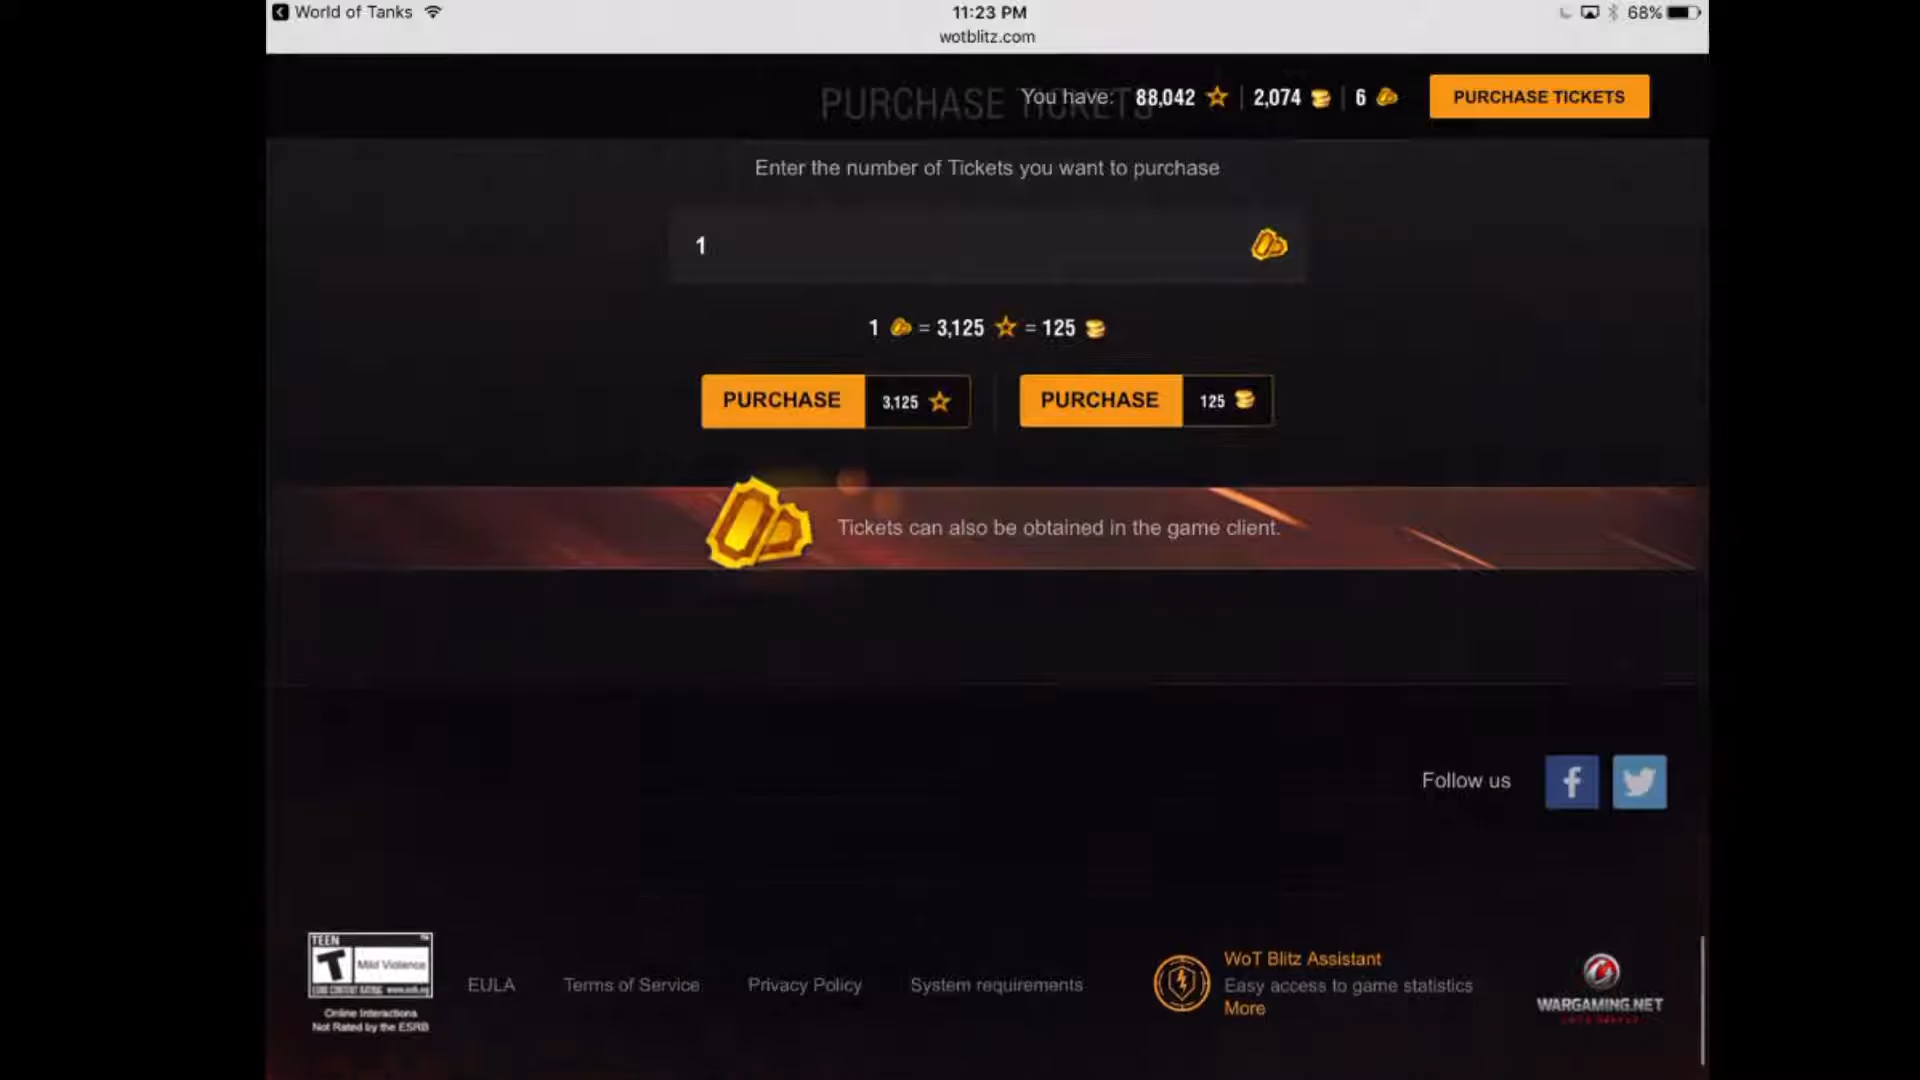 World of Tanks
11:23 PM
68%
wotblitz.com
PURCHASE TICKETS
You have: 88,042 2,074 6
PURCHASE TICKETS
Enter the number of Tickets you want to purchase
1
1 = 3,125 = 125
PURCHASE 3,125
PURCHASE 125
Tickets can also be obtained in the game client.
Follow us
TEEN
T
Mild Violence
Online Interactions
Not Rated by the ESRB
EULA
Terms of Service
Privacy Policy
System requirements
WoT Blitz Assistant
Easy access to game statistics
More
WARGAMING.NET